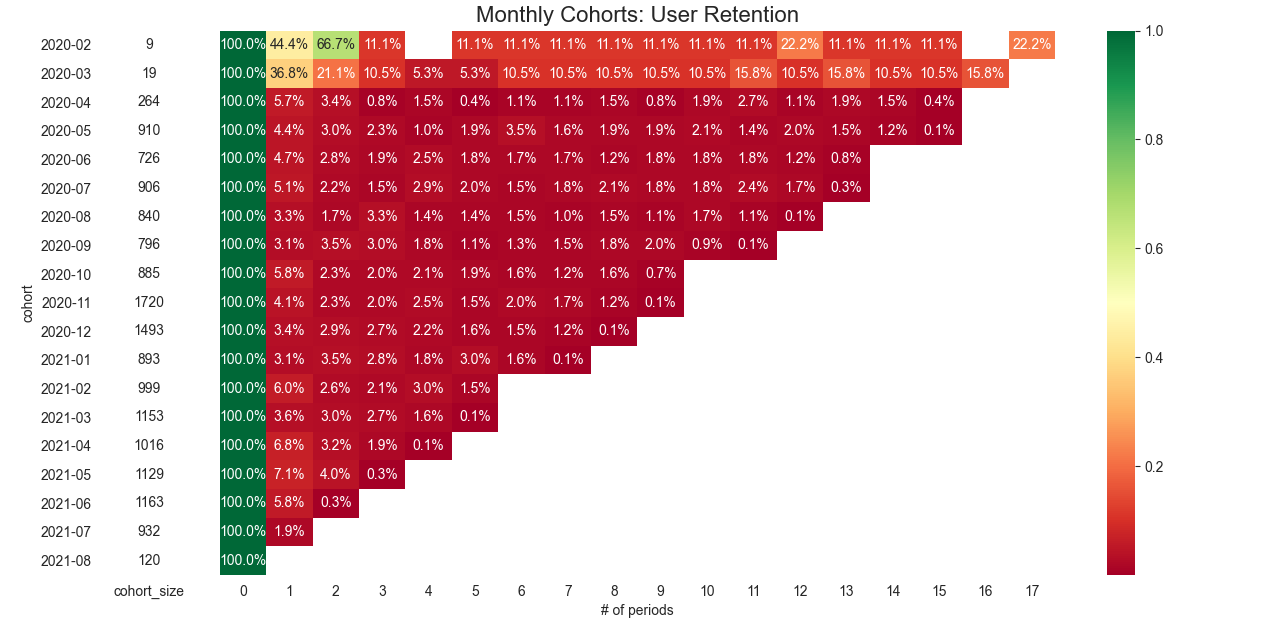 Monthly Cohorts: User Retention
cohort
2020-02 9 100.0% 44.4% 66.7% 11.1% 11.1% 11.1% 11.1% 11.1% 11.1% 11.1% 11.1% 22.2% 11.1% 11.1% 11.1% 22.2%
2020-03 19 100.0% 36.8% 21.1% 10.5% 5.3% 5.3% 10.5% 10.5% 10.5% 10.5% 10.5% 15.8% 10.5% 15.8% 10.5% 10.5% 15.8%
2020-04 264 100.0% 5.7% 3.4% 0.8% 1.5% 0.4% 1.1% 1.1% 1.5% 0.8% 1.9% 2.7% 1.1% 1.9% 1.5% 0.4%
2020-05 910 100.0% 4.4% 3.0% 2.3% 1.0% 1.9% 3.5% 1.6% 1.9% 1.9% 2.1% 1.4% 2.0% 1.5% 1.2% 0.1%
2020-06 726 100.0% 4.7% 2.8% 1.9% 2.5% 1.8% 1.7% 1.7% 1.2% 1.8% 1.8% 1.8% 1.2% 0.8%
2020-07 906 100.0% 5.1% 2.2% 1.5% 2.9% 2.0% 1.5% 1.8% 2.1% 1.8% 1.8% 2.4% 1.7% 0.3%
2020-08 840 100.0% 3.3% 1.7% 3.3% 1.4% 1.4% 1.5% 1.0% 1.5% 1.1% 1.7% 1.1% 0.1%
2020-09 796 100.0% 3.1% 3.5% 3.0% 1.8% 1.1% 1.3% 1.5% 1.8% 2.0% 0.9% 0.1%
2020-10 885 100.0% 5.8% 2.3% 2.0% 2.1% 1.9% 1.6% 1.2% 1.6% 0.7%
2020-11 1720 100.0% 4.1% 2.3% 2.0% 2.5% 1.5% 2.0% 1.7% 1.2% 0.1%
2020-12 1493 100.0% 3.4% 2.9% 2.7% 2.2% 1.6% 1.5% 1.2% 0.1%
2021-01 893 100.0% 3.1% 3.5% 2.8% 1.8% 3.0% 1.6% 0.1%
2021-02 999 100.0% 6.0% 2.6% 2.1% 3.0% 1.5%
2021-03 1153 100.0% 3.6% 3.0% 2.7% 1.6% 0.1%
2021-04 1016 100.0% 6.8% 3.2% 1.9% 0.1%
2021-05 1129 100.0% 7.1% 4.0% 0.3%
2021-06 1163 100.0% 5.8% 0.3%
2021-07 932 100.0% 1.9%
2021-08 120 100.0%
cohort_size 0 1 2 3 4 5 6 7 8 9 10 11 12 13 14 15 16 17
# of periods
1.0
0.8
0.6
0.4
0.2